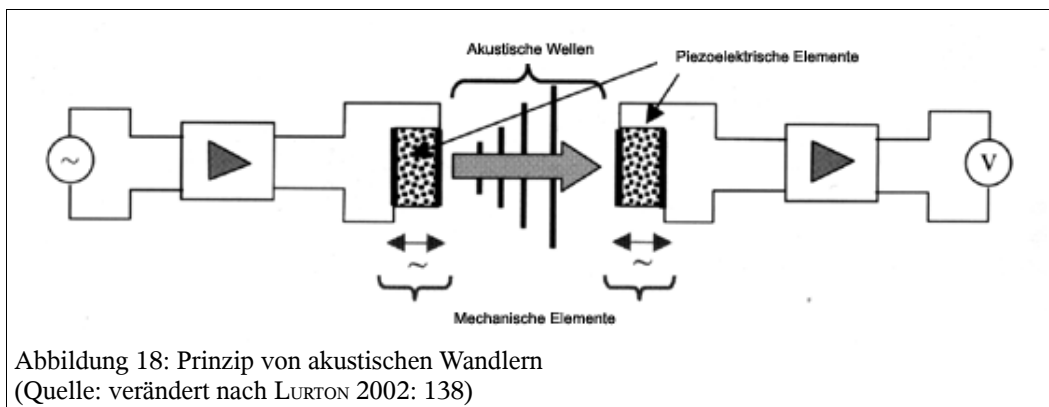 Akustische Wellen
Piezoelektrische Elemente
~
V
~
~
Mechanische Elemente
Abbildung 18: Prinzip von akustischen Wandlern
(Quelle: verändert nach LURTON 2002: 138)